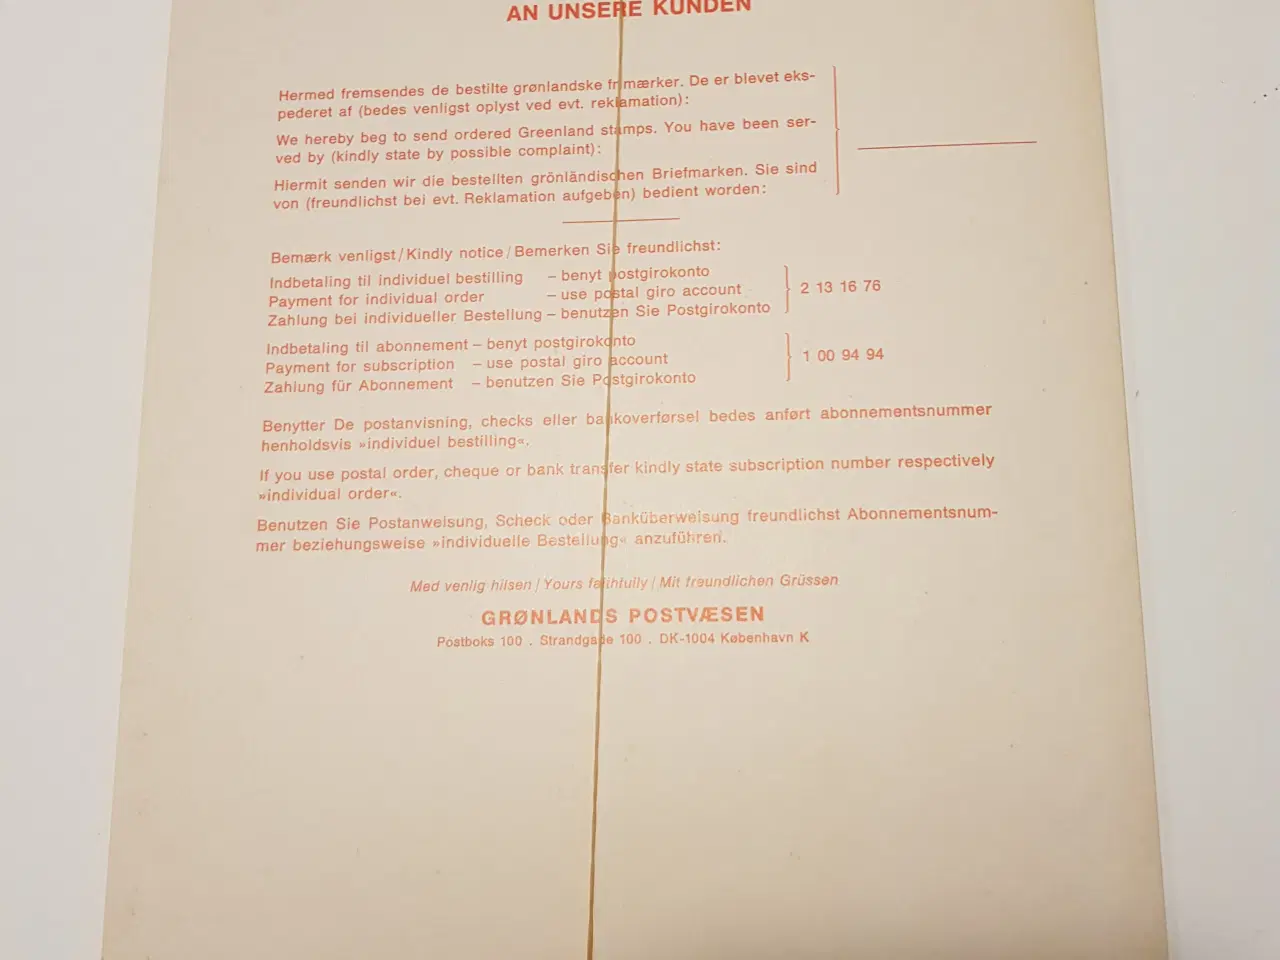 AN UNSERE KUNDEN
Hermed fremsendes de bestilte grønlandske frimærker. De er blevet eks-
pederet af (bedes venligst oplyst ved evt. reklamation):
We hereby beg to send ordered Greenland stamps. You have been ser-
ved by (kindly state by possible complaint):
Hiermit senden wir die bestellten grönländischen Briefmarken. Sie sind
von (freundlichst bei evt. Reklamation aufgeben) bedient worden:
Bemærk venligst/Kindly notice/Bemerken Sie freundlichst:
Indbetaling til individuel bestilling – benyt postgirokonto
Payment for individual order – use postal giro account 2 13 16 76
Zahlung bei individueller Bestellung – benutzen Sie Postgirokonto
Indbetaling til abonnement – benyt postgirokonto
Payment for subscription – use postal giro account 1 00 94 94
Zahlung für Abonnement – benutzen Sie Postgirokonto
Benytter De postanvisning, checks eller bankoverførsel bedes anført abonnementsnummer
henholdsvis »individuel bestilling«.
If you use postal order, cheque or bank transfer kindly state subscription number respectively
»individual order«.
Benutzen Sie Postanweisung, Scheck oder Banküberweisung freundlichst Abonnementsnum-
mer beziehungsweise »individuelle Bestellung« anzuführen.
Med venlig hilsen/Yours faithfully/Mit freundlichen Grüssen
GRØNLANDS POSTVÆSEN
Postboks 100 . Strandgade 100 . DK-1004 København K